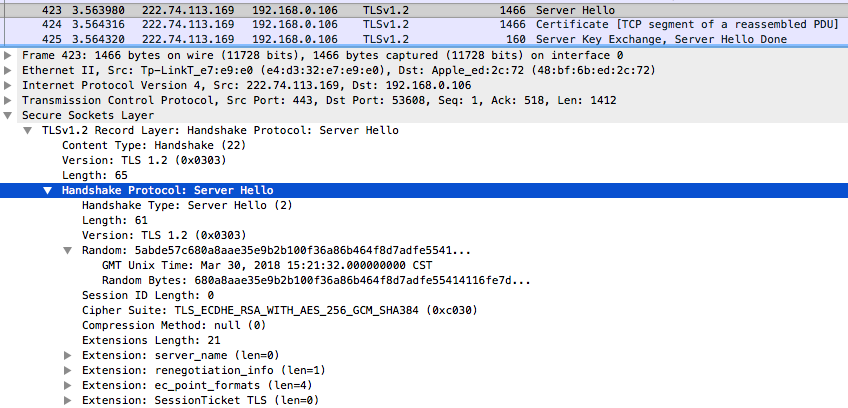 423 3.563980 222.74.113.169 192.168.0.106 TLSv1.2 1466 Server Hello
424 3.564316 222.74.113.169 192.168.0.106 TLSv1.2 1466 Certificate [TCP segment of a reassembled PDU]
425 3.564320 222.74.113.169 192.168.0.106 TLSv1.2 160 Server Key Exchange, Server Hello Done
Frame 423: 1466 bytes on wire (11728 bits), 1466 bytes captured (11728 bits) on interface 0
Ethernet II, Src: Tp-LinkT_e7:e9:e0 (e4:d3:32:e7:e9:e0), Dst: Apple_ed:2c:72 (48:bf:6b:ed:2c:72)
Internet Protocol Version 4, Src: 222.74.113.169, Dst: 192.168.0.106
Transmission Control Protocol, Src Port: 443, Dst Port: 53608, Seq: 1, Ack: 518, Len: 1412
Secure Sockets Layer
TLSv1.2 Record Layer: Handshake Protocol: Server Hello
Content Type: Handshake (22)
Version: TLS 1.2 (0x0303)
Length: 65
Handshake Protocol: Server Hello
Handshake Type: Server Hello (2)
Length: 61
Version: TLS 1.2 (0x0303)
Random: 5abde57c680a8aae35e9b2b100f36a86b464f8d7adfe5541...
GMT Unix Time: Mar 30, 2018 15:21:32.000000000 CST
Random Bytes: 680a8aae35e9b2b100f36a86b464f8d7adfe55414116fe7d...
Session ID Length: 0
Cipher Suite: TLS_ECDHE_RSA_WITH_AES_256_GCM_SHA384 (0xc030)
Compression Method: null (0)
Extensions Length: 21
Extension: server_name (len=0)
Extension: renegotiation_info (len=1)
Extension: ec_point_formats (len=4)
Extension: SessionTicket TLS (len=0)